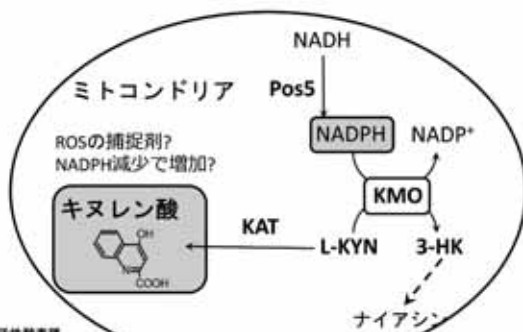 NADH
ミトコンドリア
Pos5
ROSの捕捉剤?
NADPH減少で増加?
NADPH
NADP⁺
キヌレン酸
KMO
OH
N
COOH
KAT
L-KYN
3-HK
ナイアシン